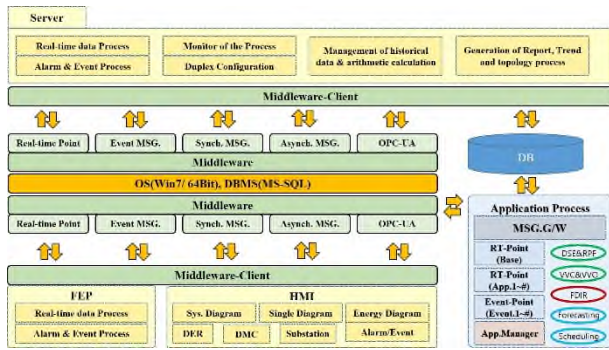 Server
Real-time data Process
Alarm & Event Process
Monitor of the Process
Duplex Configuration
Management of historical
data & arithmetic calculation
Generation of Report, Trend
and topology process
Middleware-Client
Real-time Point
Event MSG.
Synch. MSG.
Asynch. MSG.
OPC-UA
Middleware
OS(Win7/ 64Bit), DBMS(MS-SQL)
Middleware
Real-time Point
Event MSG.
Synch. MSG.
Asynch. MSG.
OPC-UA
Middleware-Client
FEP
Real-time data Process
Alarm & Event Process
HMI
Sys. Diagram
Single Diagram
Energy Diagram
DER
DMC
Substation
Alarm/Event
DB
Application Process
MSG.G/W
RT-Point
(Base)
RT-Point
(App.1~#)
Event-Point
(Event.1~#)
App.Manager
DSE&RPF
VVC&VVO
FDIR
Forecasting
Scheduling